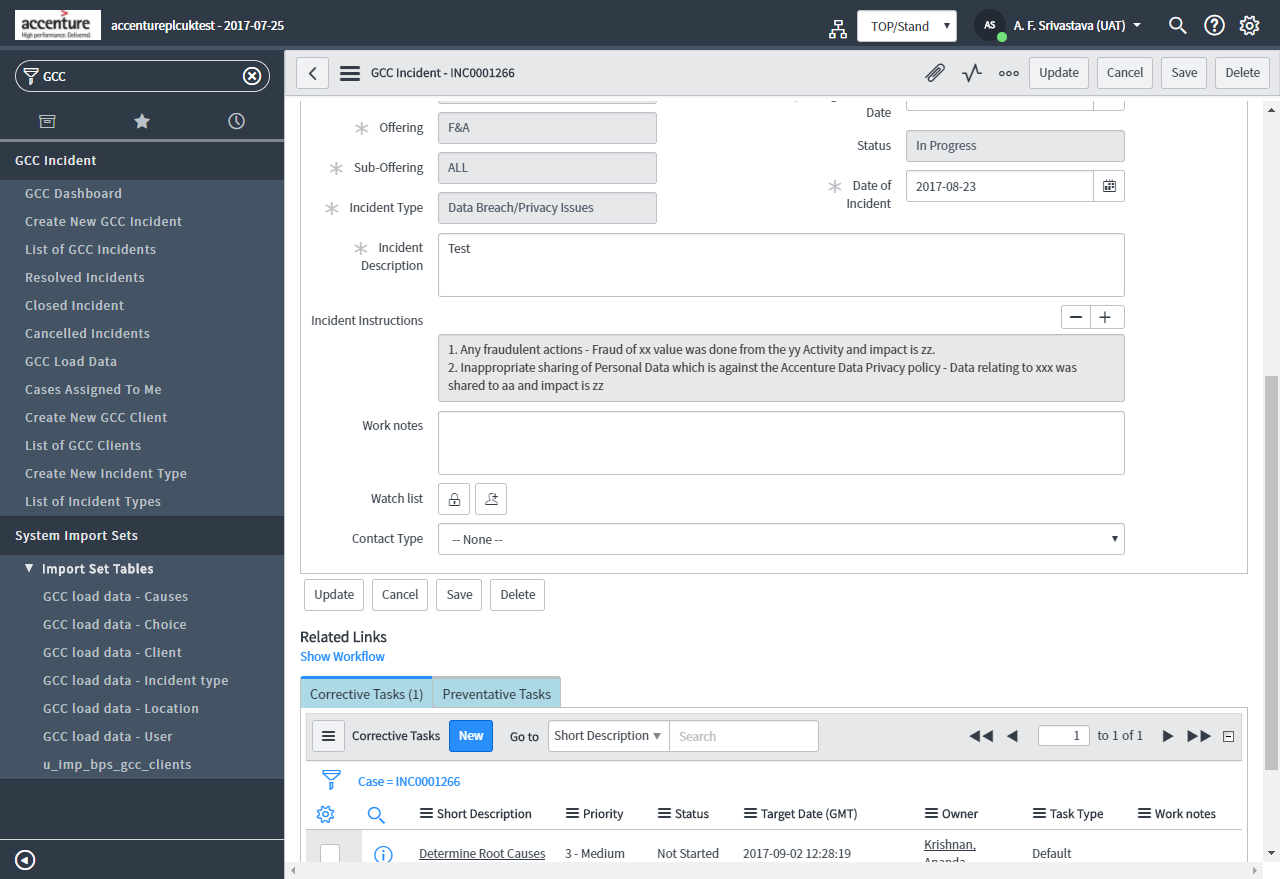 accenture
High performance. Delivered.
accentureplcuktest - 2017-07-25
TOP/Stand
AS
A. F. Srivastava (UAT)
GCC
GCC Incident
GCC Dashboard
Create New GCC Incident
List of GCC Incidents
Resolved Incidents
Closed Incident
Cancelled Incidents
GCC Load Data
Cases Assigned To Me
Create New GCC Client
List of GCC Clients
Create New Incident Type
List of Incident Types
System Import Sets
Import Set Tables
GCC load data - Causes
GCC load data - Choice
GCC load data - Client
GCC load data - Incident type
GCC load data - Location
GCC load data - User
u_imp_bps_gcc_clients
GCC Incident - INC0001266
Update
Cancel
Save
Delete
Date
Offering
F&A
Status
In Progress
Sub-Offering
ALL
Date of
Incident
2017-08-23
Incident Type
Data Breach/Privacy Issues
Incident
Description
Test
Incident Instructions
1. Any fraudulent actions - Fraud of xx value was done from the yy Activity and impact is zz.
2. Inappropriate sharing of Personal Data which is against the Accenture Data Privacy policy - Data relating to xxx was
shared to aa and impact is zz
Work notes
Watch list
Contact Type
-- None --
Update
Cancel
Save
Delete
Related Links
Show Workflow
Corrective Tasks (1)
Preventative Tasks
Corrective Tasks
New
Go to
Short Description
Search
1
to 1 of 1
Case = INC0001266
Short Description
Priority
Status
Target Date (GMT)
Owner
Task Type
Work notes
Determine Root Causes
3 - Medium
Not Started
2017-09-02 12:28:19
Krishnan,
Default